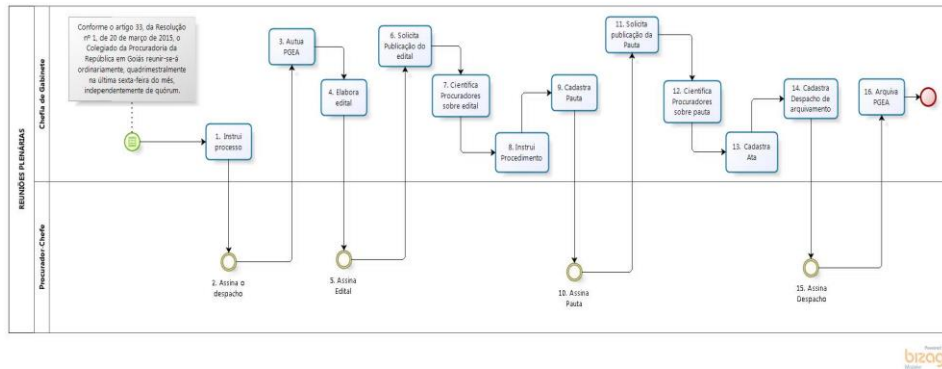 REUNIÕES PLENÁRIAS
Chefia de Gabinete
Conforme o artigo 33, da Resolução
nº 1, de 20 de março de 2015, o
Colegiado da Procuradoria da
República em Goiás reunir-se-á
ordinariamente, quadrimestralmente
na última sexta-feira do mês,
independentemente de quórum.
1. Instrui
processo
3. Autua
PGEA
4. Elabora
edital
6. Solicita
Publicação do
edital
7. Cientifica
Procuradores
sobre edital
8. Instrui
Procedimento
9. Cadastra
Pauta
11. Solicita
publicação da
Pauta
12. Cientifica
Procuradores
sobre pauta
13. Cadastra
Ata
14. Cadastra
Despacho de
arquivamento
16. Arquiva
PGEA
Procurador-Chefe
2. Assina o
despacho
5. Assina
Edital
10. Assina
Pauta
15. Assina
Despacho
Powered
bizag
Modeler